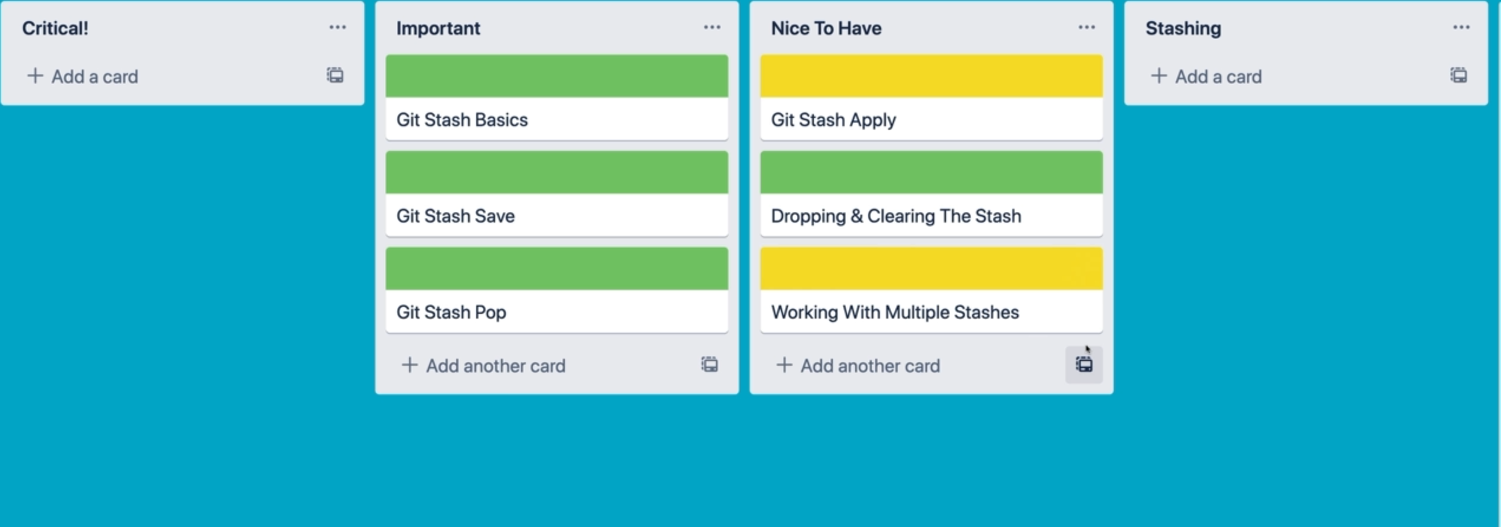 Critical!
Add a card
Important
Git Stash Basics
Git Stash Save
Git Stash Pop
Add another card
Nice To Have
Git Stash Apply
Dropping & Clearing The Stash
Working With Multiple Stashes
Add another card
Stashing
Add a card